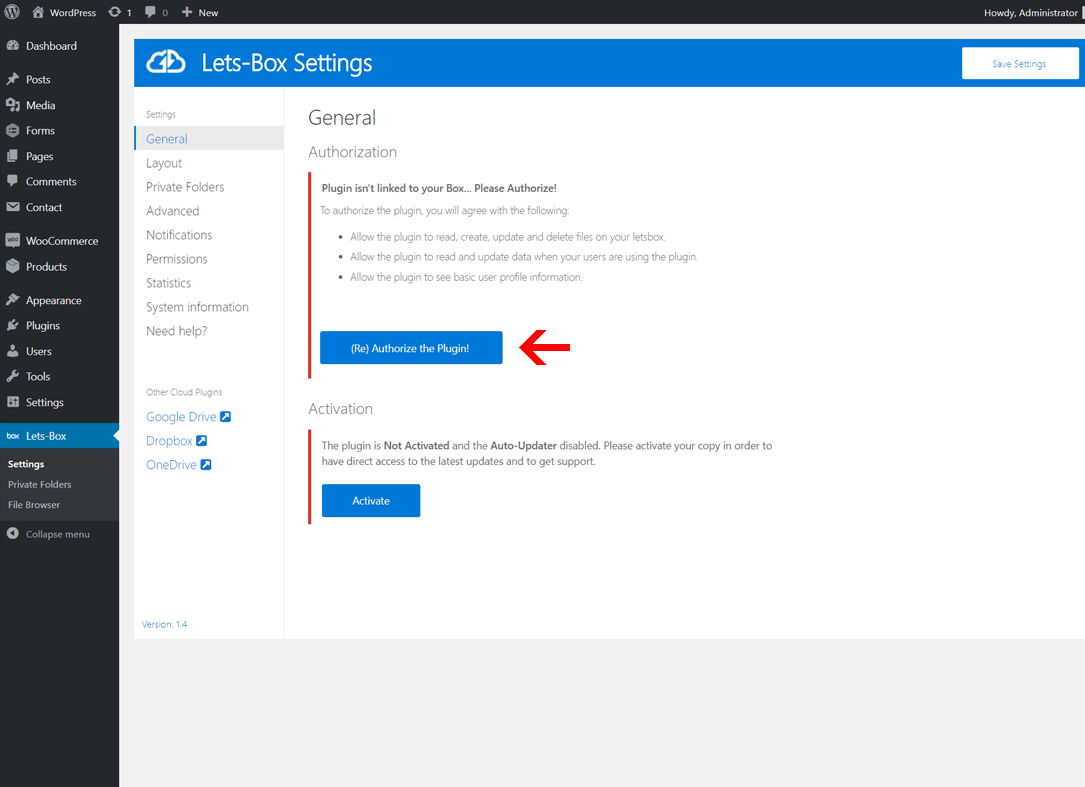 WordPress 1 0 New Howdy, Administrator
Dashboard
Posts
Media
Forms
Pages
Comments
Contact
WOO WooCommerce
Products
Appearance
Plugins
Users
Tools
Settings
box Lets-Box
Settings
Private Folders
File Browser
Collapse menu
Lets-Box Settings
Save Settings
Settings
General
Layout
Private Folders
Advanced
Notifications
Permissions
Statistics
System information
Need help?
Other Cloud Plugins
Google Drive
Dropbox
OneDrive
Version: 1.4
General
Authorization
Plugin isn't linked to your Box... Please Authorize!
To authorize the plugin, you will agree with the following:
• Allow the plugin to read, create, update and delete files on your letsbox.
• Allow the plugin to read and update data when your users are using the plugin.
• Allow the plugin to see basic user profile information.
(Re) Authorize the Plugin!
Activation
The plugin is Not Activated and the Auto-Updater disabled. Please activate your copy in order to
have direct access to the latest updates and to get support.
Activate